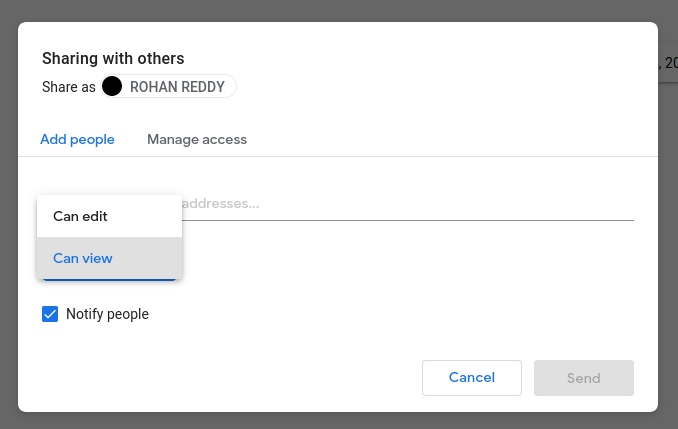 Sharing with others
Share as ROHAN REDDY
, 20
Add people Manage access
addresses...
Can edit
Can view
Notify people
Cancel Send